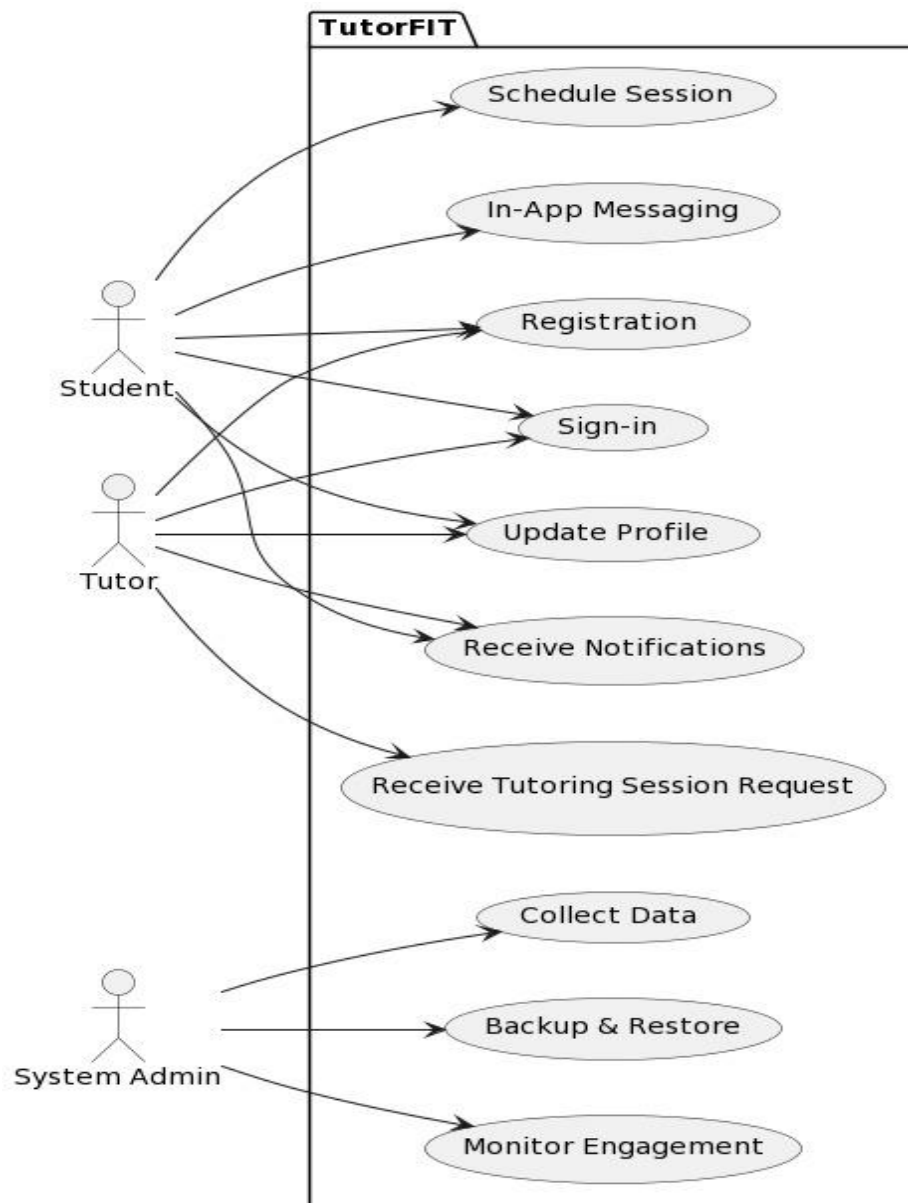 TutorFIT
Schedule Session
In-App Messaging
Registration
Student
Sign-in
Update Profile
Tutor
Receive Notifications
Receive Tutoring Session Request
Collect Data
Backup & Restore
System Admin
Monitor Engagement